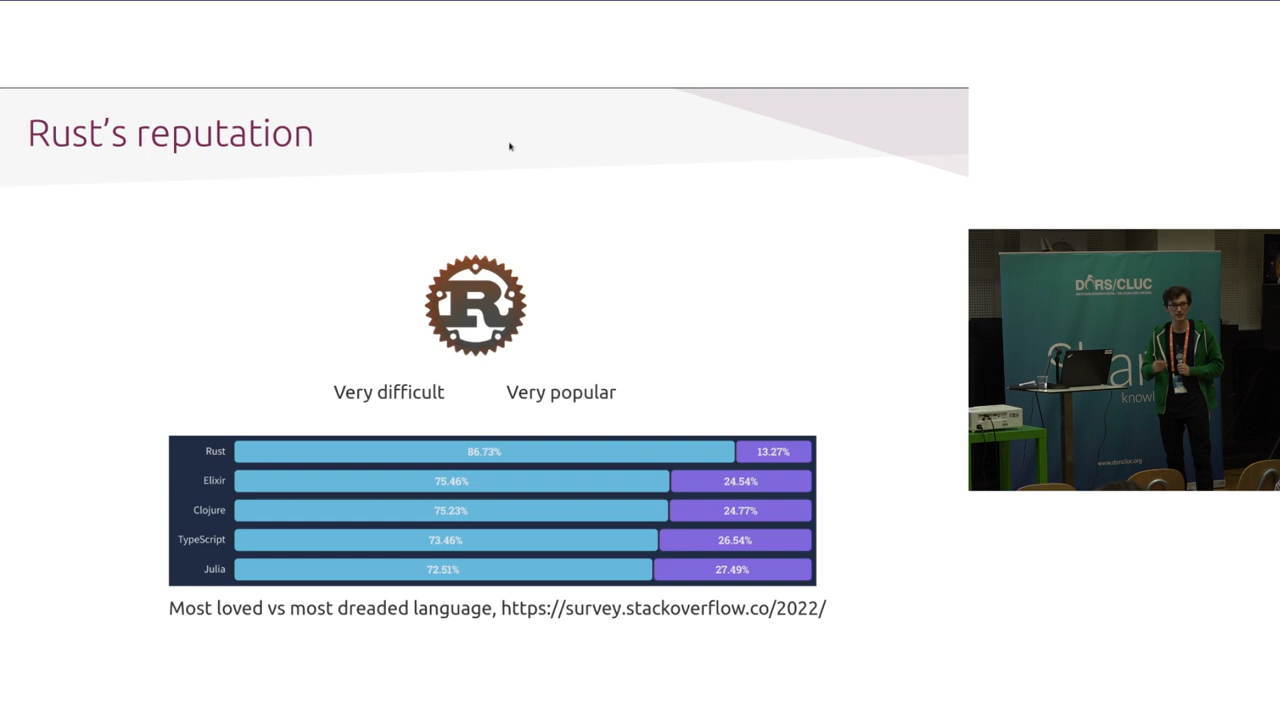 Rust's reputation
R
Very difficult Very popular
Rust 86.73% 13.27%
Elixir 75.46% 24.54%
Clojure 75.23% 24.77%
TypeScript 73.46% 26.54%
Julia 72.51% 27.49%
Most loved vs most dreaded language, https://survey.stackoverflow.co/2022/
DORS/CLUC
www.dorscluc.org